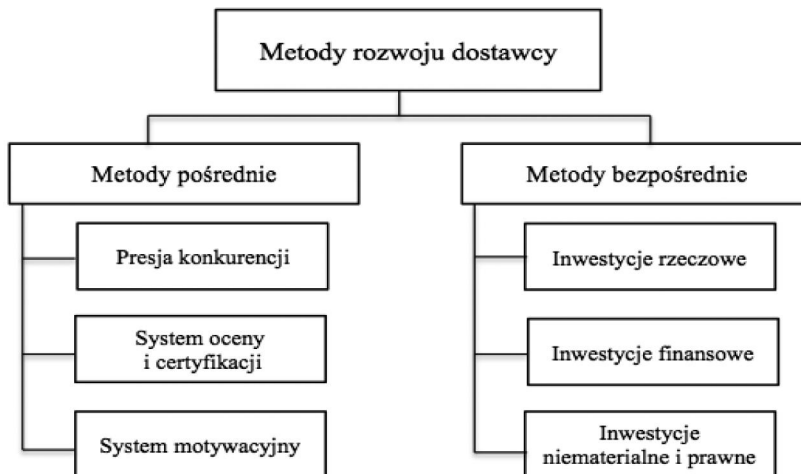 Metody rozwoju dostawcy
Metody pośrednie
Presja konkurencji
System oceny
i certyfikacji
System motywacyjny
Metody bezpośrednie
Inwestycje rzeczowe
Inwestycje finansowe
Inwestycje
niematerialne i prawne